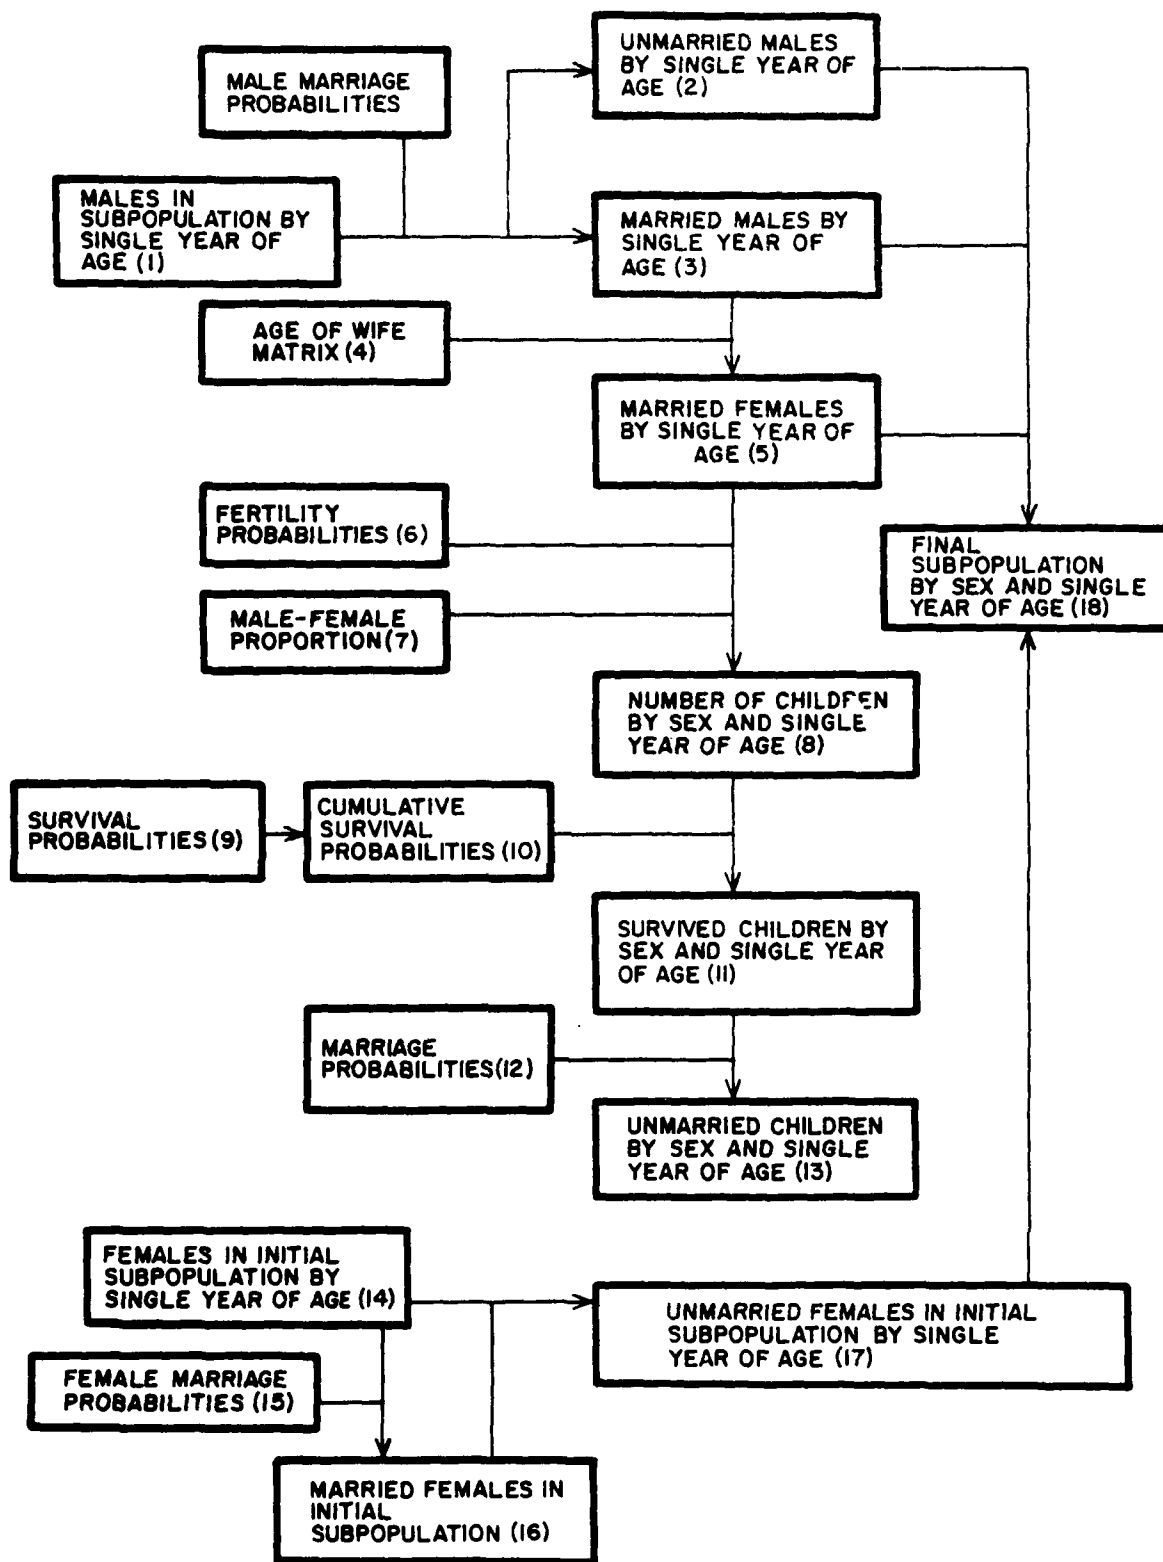 UNMARRIED MALES
BY SINGLE YEAR OF
AGE (2)
MALE MARRIAGE
PROBABILITIES
MALES IN
SUBPOPULATION BY
SINGLE YEAR OF
AGE (1)
MARRIED MALES BY
SINGLE YEAR OF
AGE (3)
AGE OF WIFE
MATRIX (4)
MARRIED FEMALES
BY SINGLE YEAR OF
AGE (5)
FERTILITY
PROBABILITIES (6)
FINAL
SUBPOPULATION
BY SEX AND SINGLE
YEAR OF AGE (18)
MALE-FEMALE
PROPORTION (7)
NUMBER OF CHILDREN
BY SEX AND SINGLE
YEAR OF AGE (8)
SURVIVAL
PROBABILITIES (9)
CUMULATIVE
SURVIVAL
PROBABILITIES (10)
SURVIVED CHILDREN BY
SEX AND SINGLE YEAR
OF AGE (11)
MARRIAGE
PROBABILITIES (12)
UNMARRIED CHILDREN
BY SEX AND SINGLE
YEAR OF AGE (13)
FEMALES IN INITIAL
SUBPOPULATION BY
SINGLE YEAR OF AGE (14)
UNMARRIED FEMALES IN INITIAL
SUBPOPULATION BY SINGLE
YEAR OF AGE (17)
FEMALE MARRIAGE
PROBABILITIES (15)
MARRIED FEMALES IN
INITIAL
SUBPOPULATION (16)